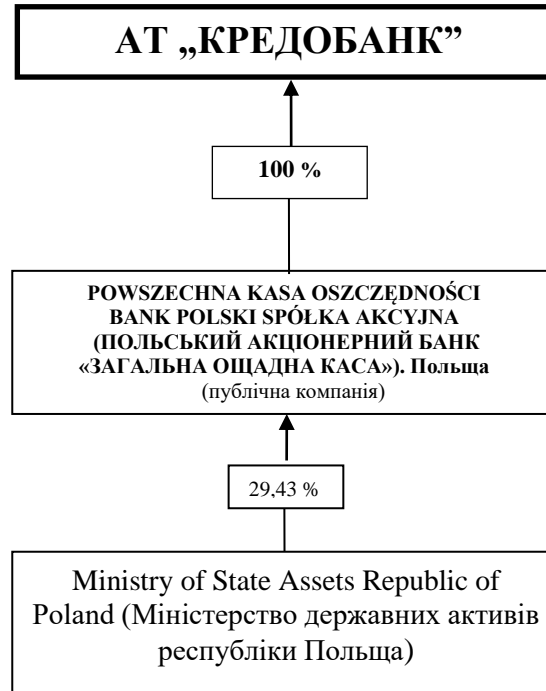 АТ „КРЕДОБАНК”
100 %
POWSZECHNA KASA OSZCZĘDNOŚCI
BANK POLSKI SPÓŁKA AKCYJNA
(ПОЛЬСЬКИЙ АКЦІОНЕРНИЙ БАНК
«ЗАГАЛЬНА ОЩАДНА КАСА»). Польща
(публічна компанія)
29,43 %
Ministry of State Assets Republic of
Poland (Міністерство державних активів
республіки Польща)